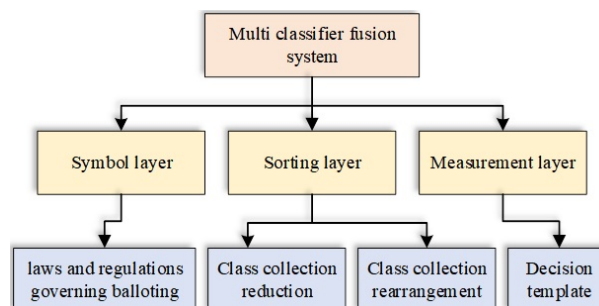 Multi classifier fusion
system
Symbol layer
Sorting layer
Measurement layer
laws and regulations
governing balloting
Class collection
reduction
Class collection
rearrangement
Decision
template